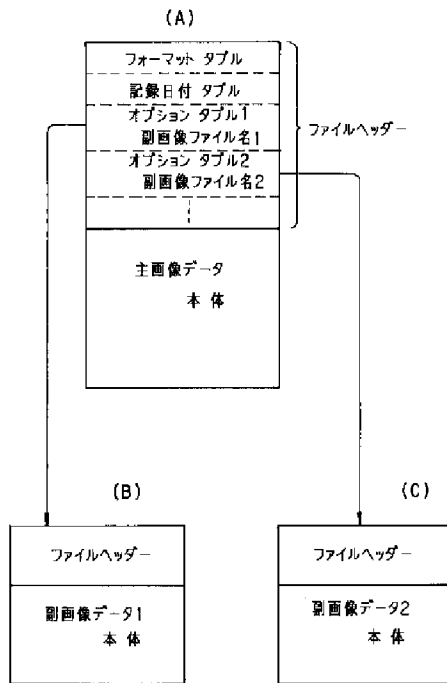 (A)
フォーマット タブル
記録日付 タブル
オプション タブル1
副画像ファイル名1
オプション タブル2
副画像ファイル名2
ファイルヘッダー
主画像データ
本 体
(B)
(C)
ファイルヘッダー
副画像データ1
本 体
ファイルヘッダー
副画像データ2
本 体